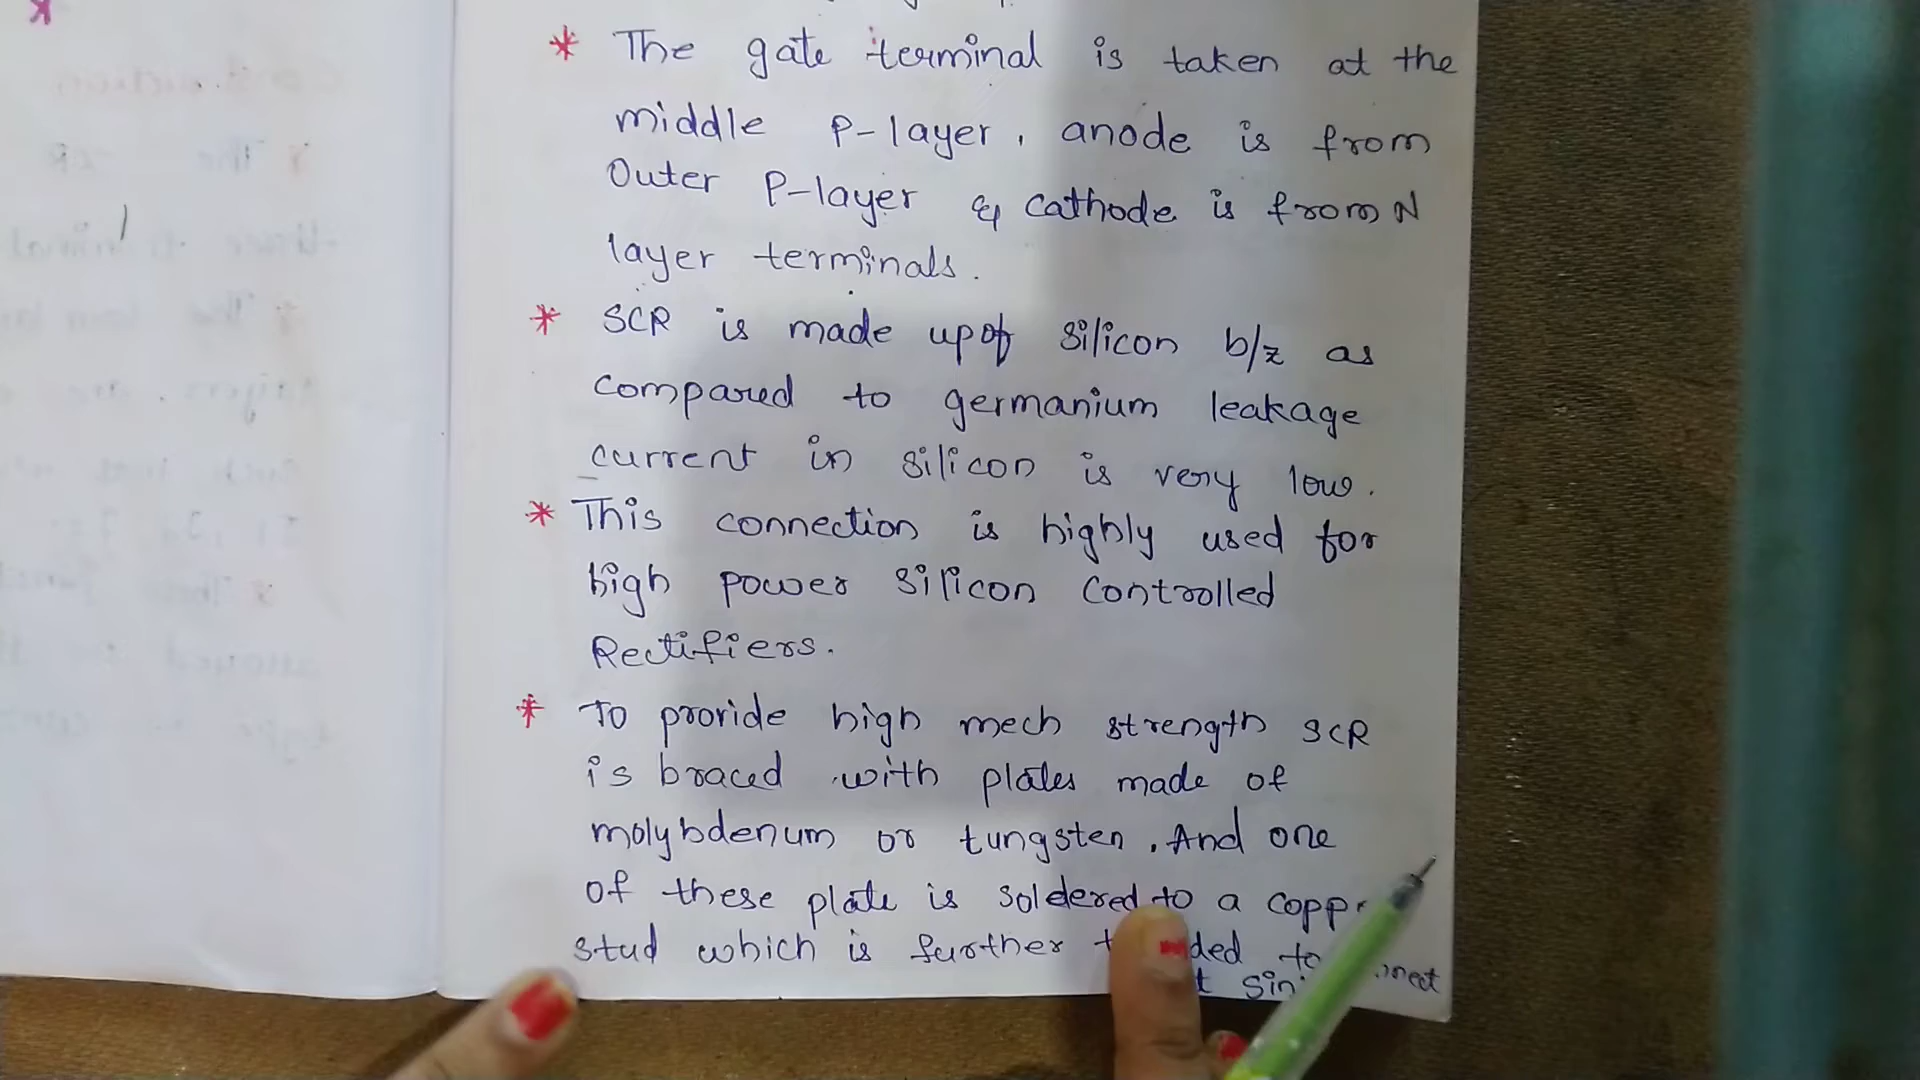 * The gate terminal is taken at the
middle P-layer, anode is from
Outer P-layer & cathode is from N
layer terminals.
* SCR is made upof silicon b/z as
compared to germanium leakage
current in silicon is very low.
* This connection is highly used for
high power silicon controlled
Rectifiers.
* To provide high mech strength SCR
is braced with plates made of
molybdenum or tungsten. And one
of these plate is soldered to a
stud which is further to